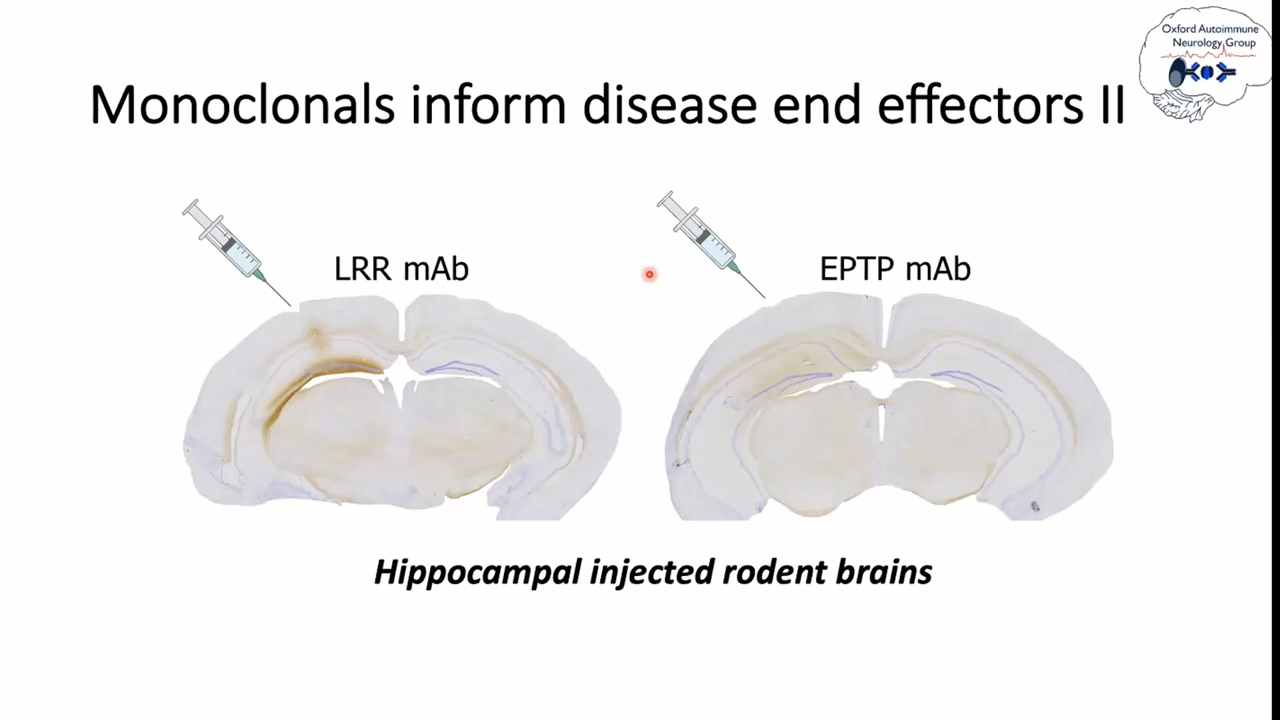 Oxford Autoimmune
Neurology Group
Monoclonals inform disease end effectors II
LRR mAb
EPTP mAb
Hippocampal injected rodent brains